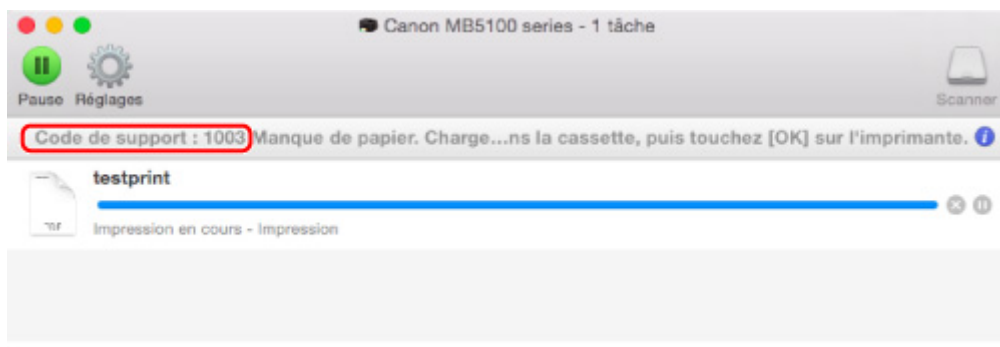 Canon MB5100 series - 1 tâche
Pause Réglages
Scanner
Code de support : 1003 Manque de papier. Charge...ns la cassette, puis touchez [OK] sur l'imprimante.
testprint
Impression en cours - Impression